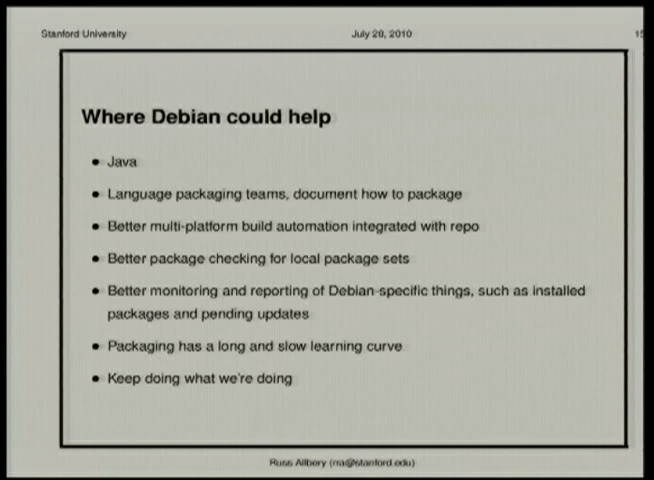 Stanford University July 28, 2010 15
Where Debian could help
• Java
• Language packaging teams, document how to package
• Better multi-platform build automation integrated with repo
• Better package checking for local package sets
• Better monitoring and reporting of Debian-specific things, such as installed
packages and pending updates
• Packaging has a long and slow learning curve
• Keep doing what we're doing
Russ Allbery (rra@stanford.edu)